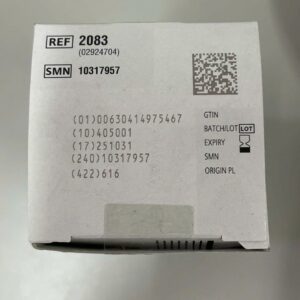 REF 2083
(02924704)
SMN 10317957
(01)00630414975467 GTIN
(10)405001 BATCH/LOT LOT
(17)251031 EXPIRY
(240)10317957 SMN
(422)616 ORIGIN PL